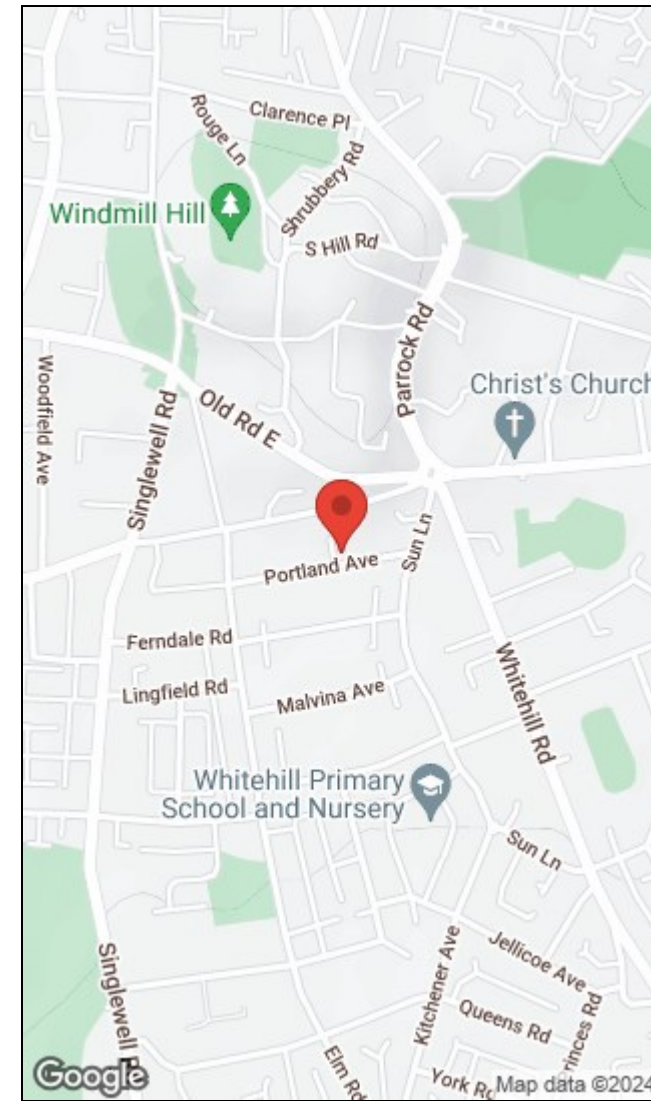 Clarence Pl
Rouge Ln
Shrubbery Rd
Windmill Hill
S Hill Rd
Parrock Rd
Woodfield Ave
Old Rd E
Christ's Church
Singlewell Rd
Sun Ln
Portland Ave
Ferndale Rd
Lingfield Rd
Malvina Ave
Whitehill Rd
Whitehill Primary
School and Nursery
Sun Ln
Jellicoe Ave
Kitchener Ave
Singlewell R
Queens Rd
Princes Rd
Elm Rd
York Rd
Google
Map data ©2024